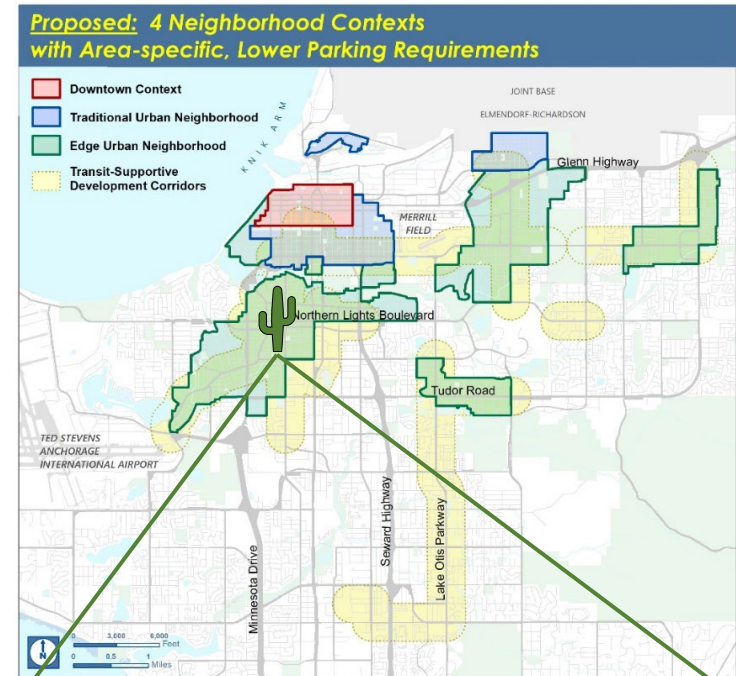 Proposed: 4 Neighborhood Contexts
with Area-specific, Lower Parking Requirements
Downtown Context
Traditional Urban Neighborhood
Edge Urban Neighborhood
Transit-Supportive
Development Corridors
KNIK ARM
JOINT BASE
ELMENDORF-RICHARDSON
Glenn Highway
MERRILL
FIELD
Northern Lights Boulevard
Tudor Road
TED STEVENS
ANCHORAGE
INTERNATIONAL AIRPORT
Minnesota Drive
Seward Highway
Lake Otis Parkway
N
0 3,000 6,000
Feet
0 0.5 1
Miles